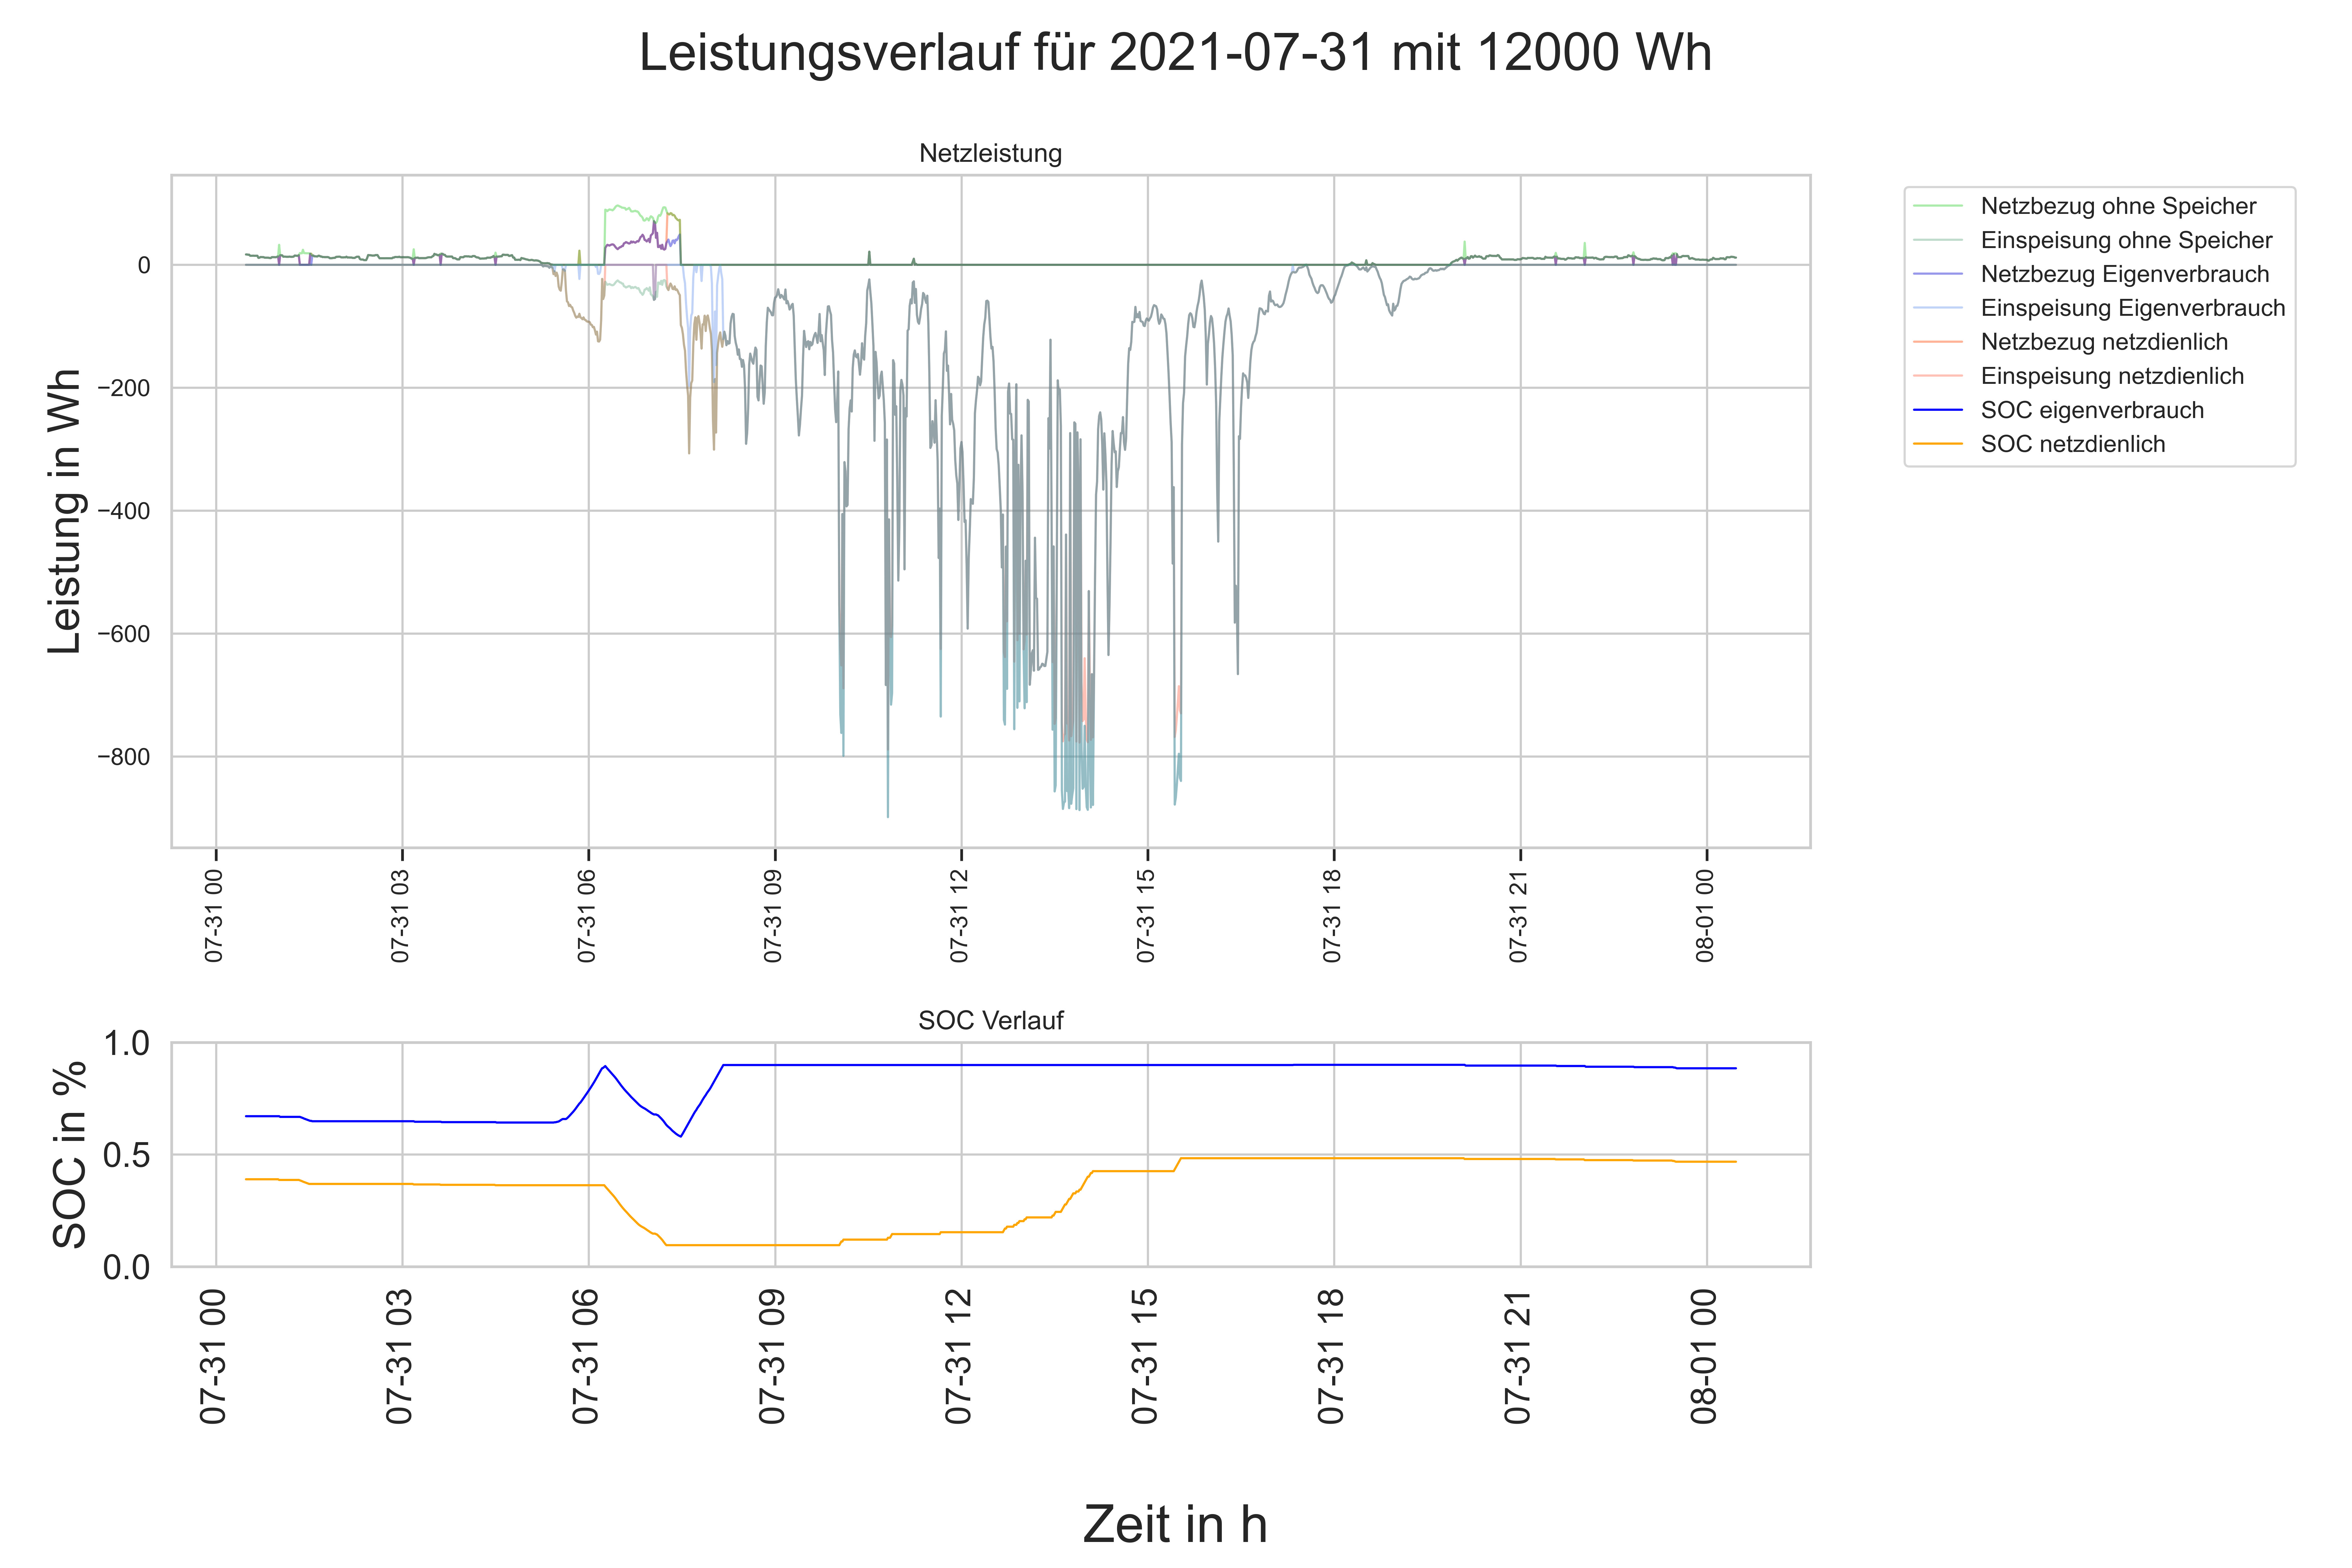 Leistungsverlauf für 2021-07-31 mit 12000 Wh
Netzleistung
Leistung in Wh
0
−200
−400
−600
−800
07-31 00
07-31 03
07-31 06
07-31 09
07-31 12
07-31 15
07-31 18
07-31 21
08-01 00
Netzbezug ohne Speicher
Einspeisung ohne Speicher
Netzbezug Eigenverbrauch
Einspeisung Eigenverbrauch
Netzbezug netzdienlich
Einspeisung netzdienlich
SOC eigenverbrauch
SOC netzdienlich
SOC Verlauf
SOC in %
1.0
0.5
0.0
07-31 00
07-31 03
07-31 06
07-31 09
07-31 12
07-31 15
07-31 18
07-31 21
08-01 00
Zeit in h